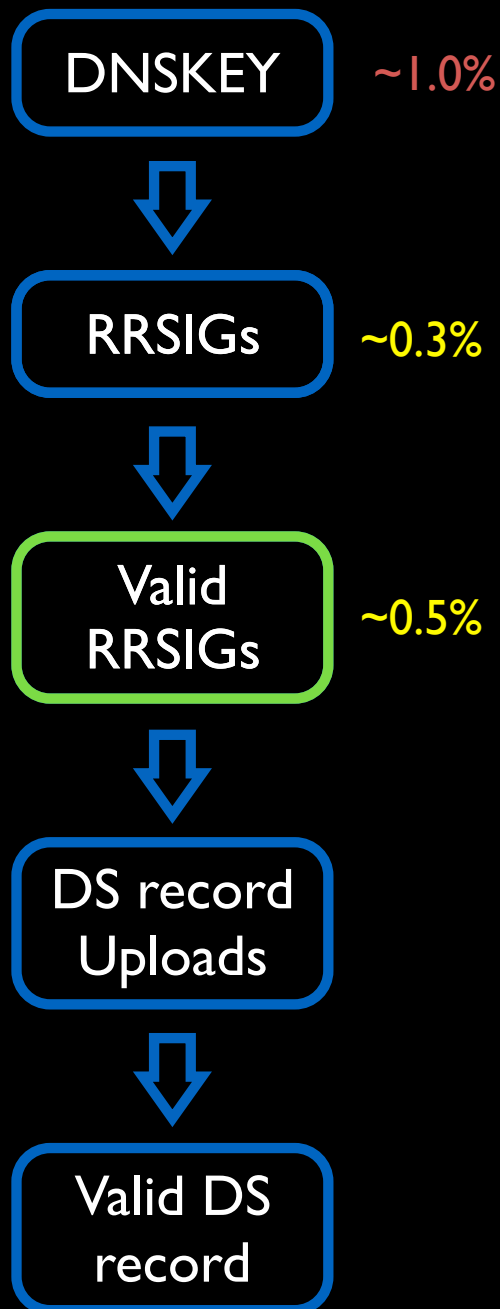 DNSKEY ~1.0%
RRSIGs ~0.3%
Valid
RRSIGs
~0.5%
DS record
Uploads
Valid DS
record